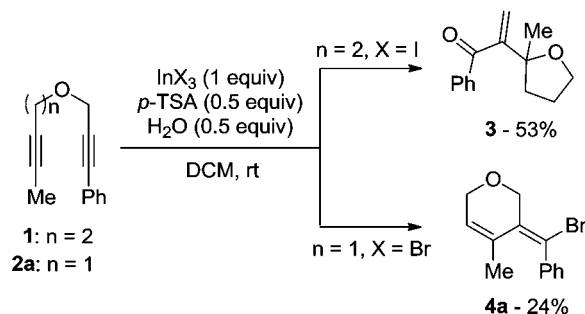 ( )n O
Me Ph
1: n = 2
2a: n = 1
InX3 (1 equiv)
p-TSA (0.5 equiv)
H2O (0.5 equiv)
DCM, rt
n = 2, X = I
O Me O
Ph
3 - 53%
n = 1, X = Br
O
Br
Me Ph
4a - 24%